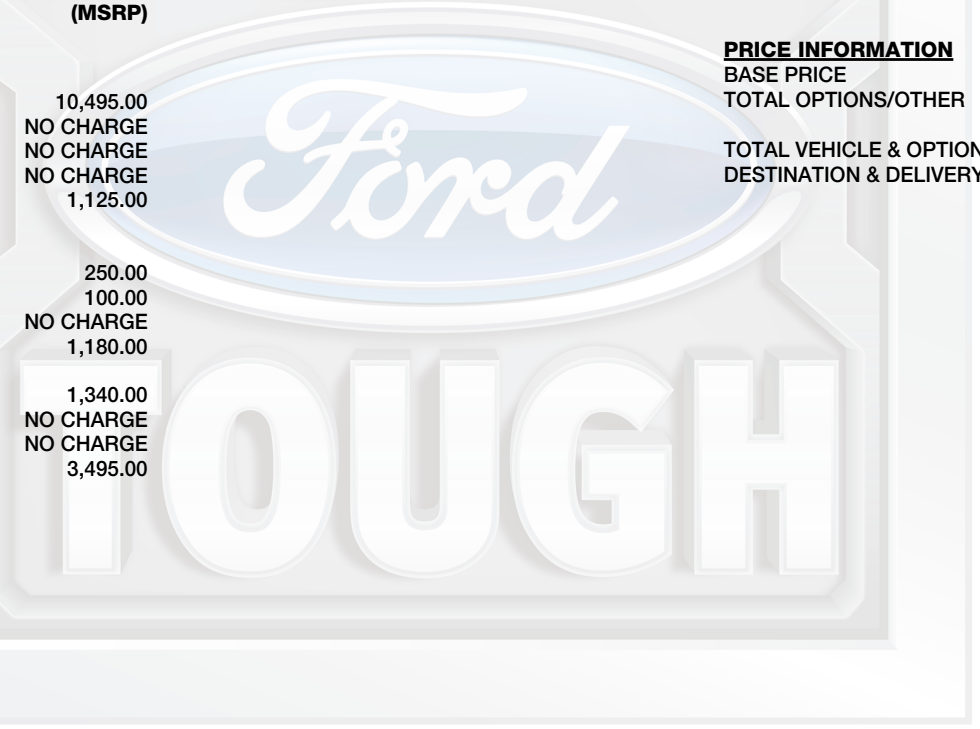 (MSRP)
10,495.00
NO CHARGE
NO CHARGE
NO CHARGE
1,125.00
250.00
100.00
NO CHARGE
1,180.00
1,340.00
NO CHARGE
NO CHARGE
3,495.00
PRICE INFORMATION
BASE PRICE
TOTAL OPTIONS/OTHER
TOTAL VEHICLE & OPTION
DESTINATION & DELIVERY
Ford
TOUGH